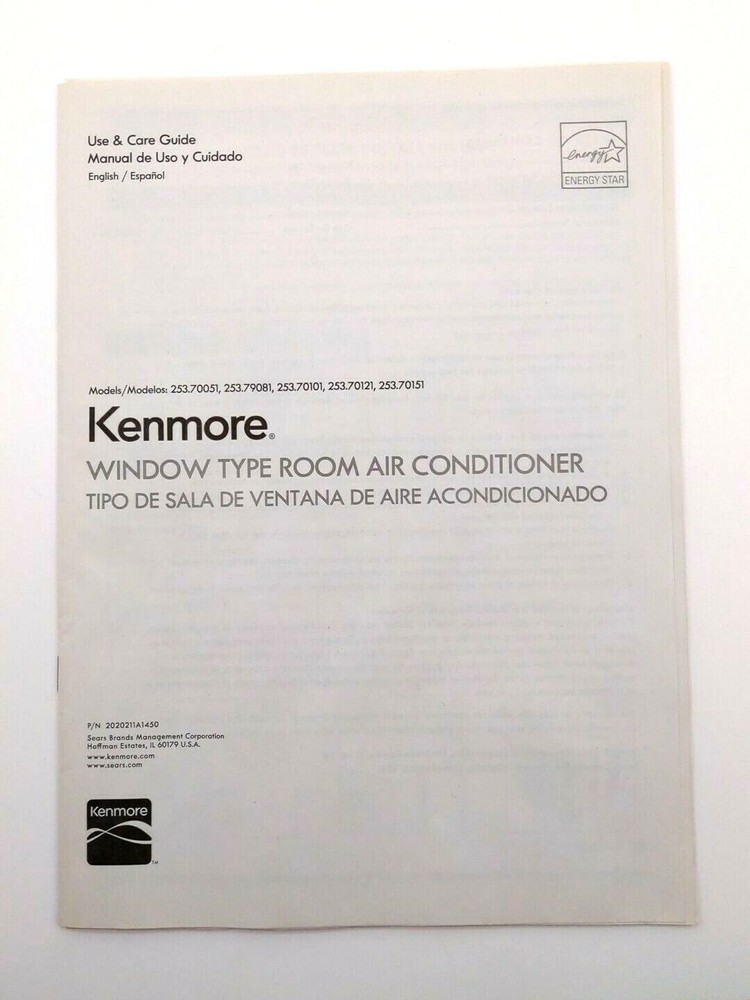 Use & Care Guide
Manual de Uso y Cuidado
English / Español
energy
ENERGY STAR
Models/Modelos: 253.70051, 253.79081, 253.70101, 253.70121, 253.70151
Kenmore®
WINDOW TYPE ROOM AIR CONDITIONER
TIPO DE SALA DE VENTANA DE AIRE ACONDICIONADO
P/N 2020211A1450
Sears Brands Management Corporation
Hoffman Estates, IL 60179 U.S.A.
www.kenmore.com
www.sears.com
Kenmore
TM